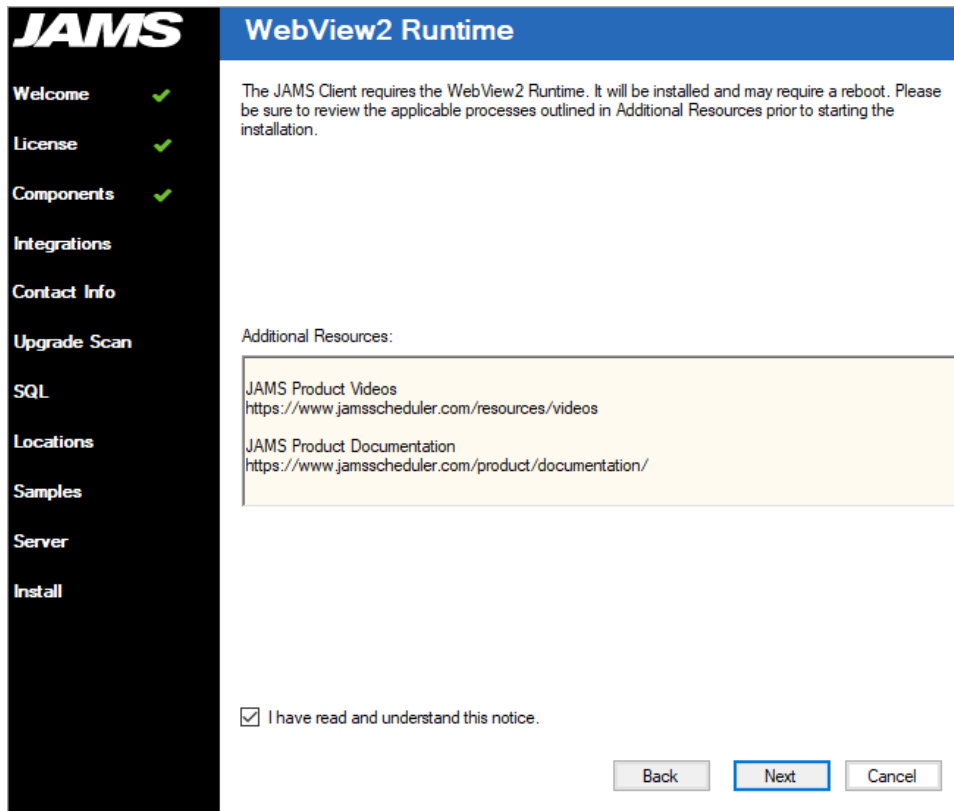 JAMS
WebView2 Runtime
Welcome
License
Components
Integrations
Contact Info
Upgrade Scan
SQL
Locations
Samples
Server
Install
The JAMS Client requires the WebView2 Runtime. It will be installed and may require a reboot. Please
be sure to review the applicable processes outlined in Additional Resources prior to starting the
installation.
Additional Resources:
JAMS Product Videos
https://www.jamsscheduler.com/resources/videos
JAMS Product Documentation
https://www.jamsscheduler.com/product/documentation/
I have read and understand this notice.
Back Next Cancel